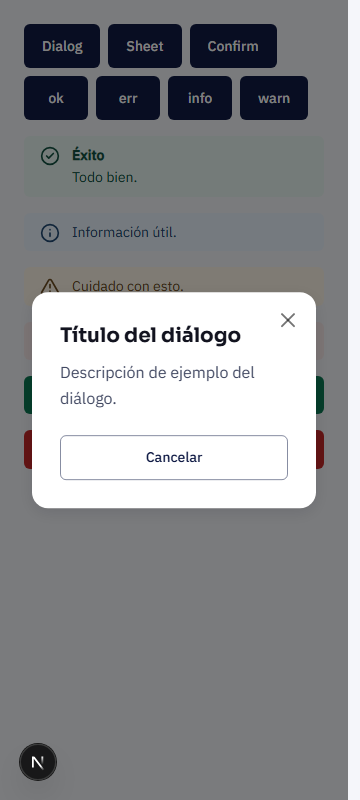 Dialog Sheet Confirm
ok err info warn
Éxito
Todo bien.
Información útil.
Cuidado con esto.
Título del diálogo
Descripción de ejemplo del
diálogo.
Cancelar
N